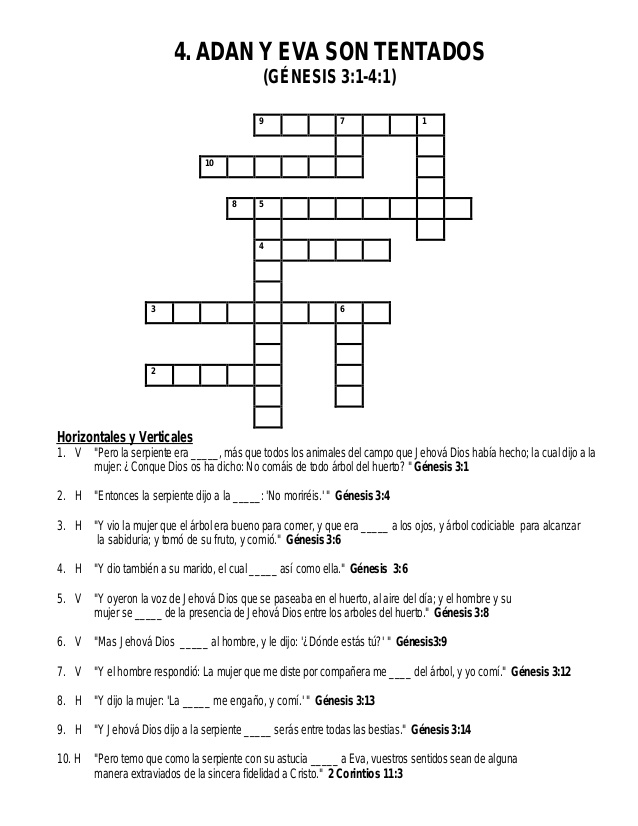 4. ADAN Y EVA SON TENTADOS
(GÉNESIS 3:1-4:1)
9 7 1
10
8 5
4
3 6
2
Horizontales y Verticales
1. V "Pero la serpiente era _____, más que todos los animales del campo que Jehová Dios había hecho; la cual dijo a la
mujer: ¿ Conque Dios os ha dicho: No comáis de todo árbol del huerto? " Génesis 3:1
2. H "Entonces la serpiente dijo a la _____: 'No moriréis.' " Génesis 3:4
3. H "Y vio la mujer que el árbol era bueno para comer, y que era _____ a los ojos, y árbol codiciable para alcanzar
la sabiduria; y tomó de su fruto, y comió." Génesis 3:6
4. H "Y dio también a su marido, el cual _____ así como ella." Génesis 3:6
5. V "Y oyeron la voz de Jehová Dios que se paseaba en el huerto, al aire del día; y el hombre y su
mujer se _____ de la presencia de Jehová Dios entre los arboles del huerto." Génesis 3:8
6. V "Mas Jehová Dios _____ al hombre, y le dijo: '¿Dónde estás tú?' " Génesis3:9
7. V "Y el hombre respondió: La mujer que me diste por compañera me ____ del árbol, y yo comí." Génesis 3:12
8. H "Y dijo la mujer: 'La _____ me engaño, y comí.' " Génesis 3:13
9. H "Y Jehová Dios dijo a la serpiente _____ serás entre todas las bestias." Génesis 3:14
10. H "Pero temo que como la serpiente con su astucia _____ a Eva, vuestros sentidos sean de alguna
manera extraviados de la sincera fidelidad a Cristo." 2 Corintios 11:3